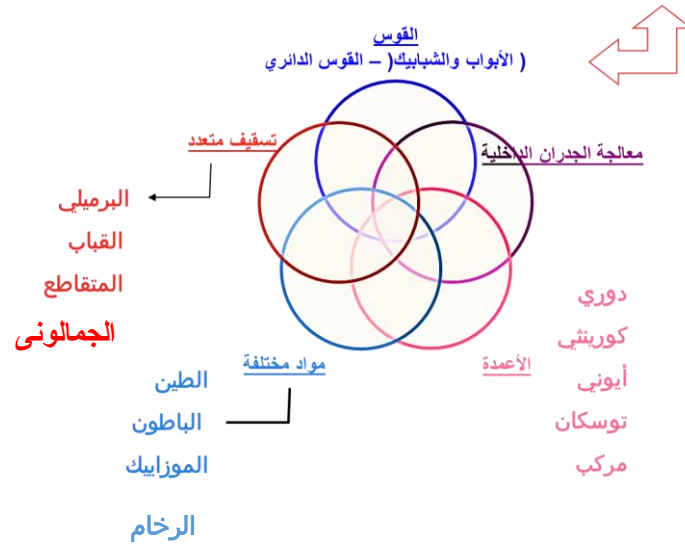 القوس
( الأبواب والشبابيك( – القوس الدائري
معالجة الجدران الداخلية
تسقيف متعدد
البرميلي
القباب
المتقاطع
الجمالونى
دوري
كورينثي
أيوني
توسكان
مركب
الأعمدة
مواد مختلفة
الطين
الباطون
الموزاييك
الرخام